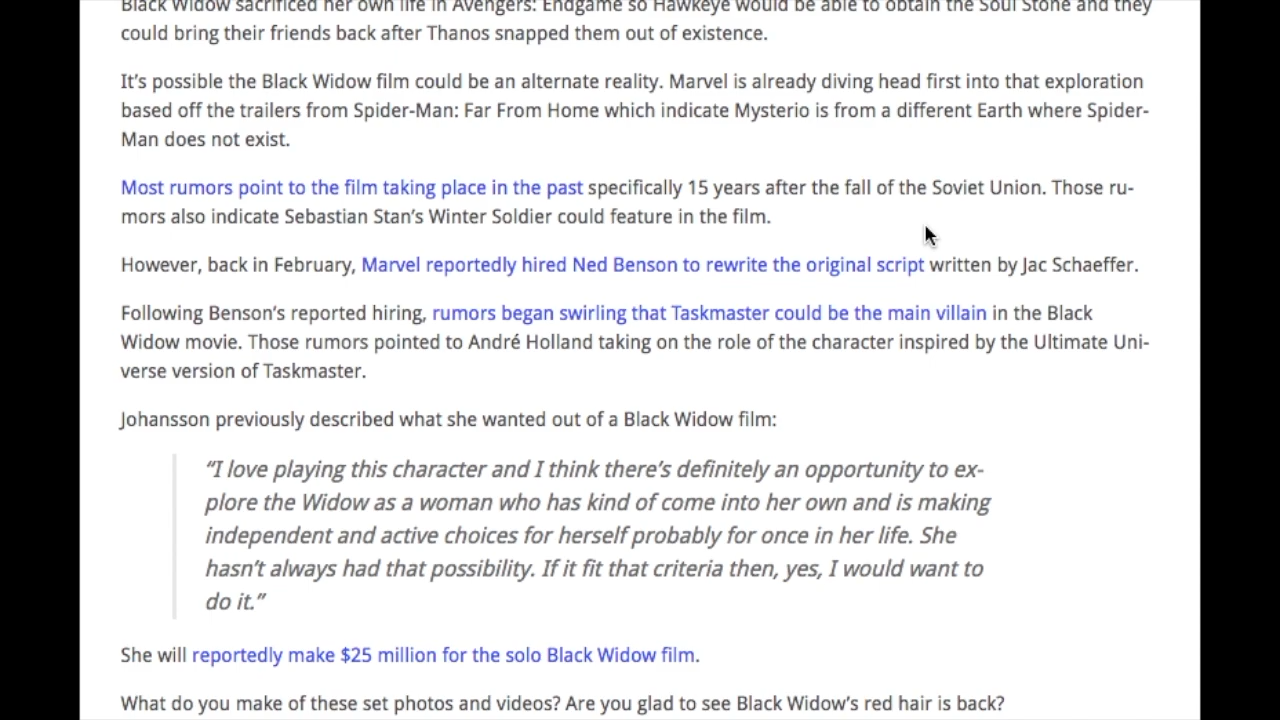 Black Widow sacrificed her own life in Avengers: Endgame so Hawkeye would be able to obtain the Soul Stone and they
could bring their friends back after Thanos snapped them out of existence.
It’s possible the Black Widow film could be an alternate reality. Marvel is already diving head first into that exploration
based off the trailers from Spider-Man: Far From Home which indicate Mysterio is from a different Earth where Spider-
Man does not exist.
Most rumors point to the film taking place in the past specifically 15 years after the fall of the Soviet Union. Those ru-
mors also indicate Sebastian Stan’s Winter Soldier could feature in the film.
However, back in February, Marvel reportedly hired Ned Benson to rewrite the original script written by Jac Schaeffer.
Following Benson’s reported hiring, rumors began swirling that Taskmaster could be the main villain in the Black
Widow movie. Those rumors pointed to André Holland taking on the role of the character inspired by the Ultimate Uni-
verse version of Taskmaster.
Johansson previously described what she wanted out of a Black Widow film:
“I love playing this character and I think there’s definitely an opportunity to ex-
plore the Widow as a woman who has kind of come into her own and is making
independent and active choices for herself probably for once in her life. She
hasn’t always had that possibility. If it fit that criteria then, yes, I would want to
do it.”
She will reportedly make $25 million for the solo Black Widow film.
What do you make of these set photos and videos? Are you glad to see Black Widow’s red hair is back?